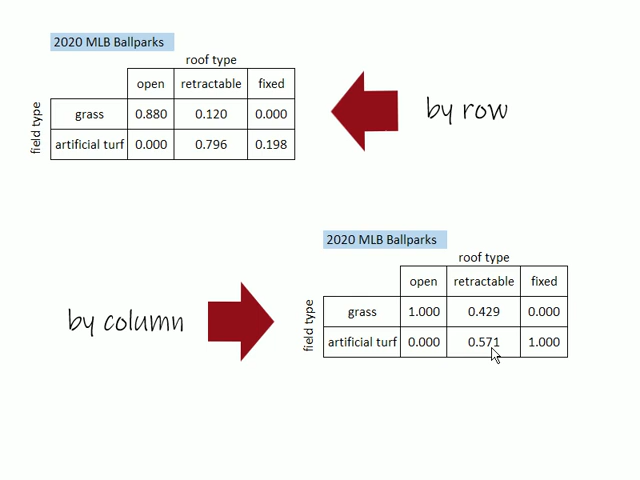 2020 MLB Ballparks
roof type
open retractable fixed
field type
grass 0.880 0.120 0.000
artificial turf 0.000 0.796 0.198
by row
2020 MLB Ballparks
roof type
open retractable fixed
field type
grass 1.000 0.429 0.000
artificial turf 0.000 0.571 1.000
by column